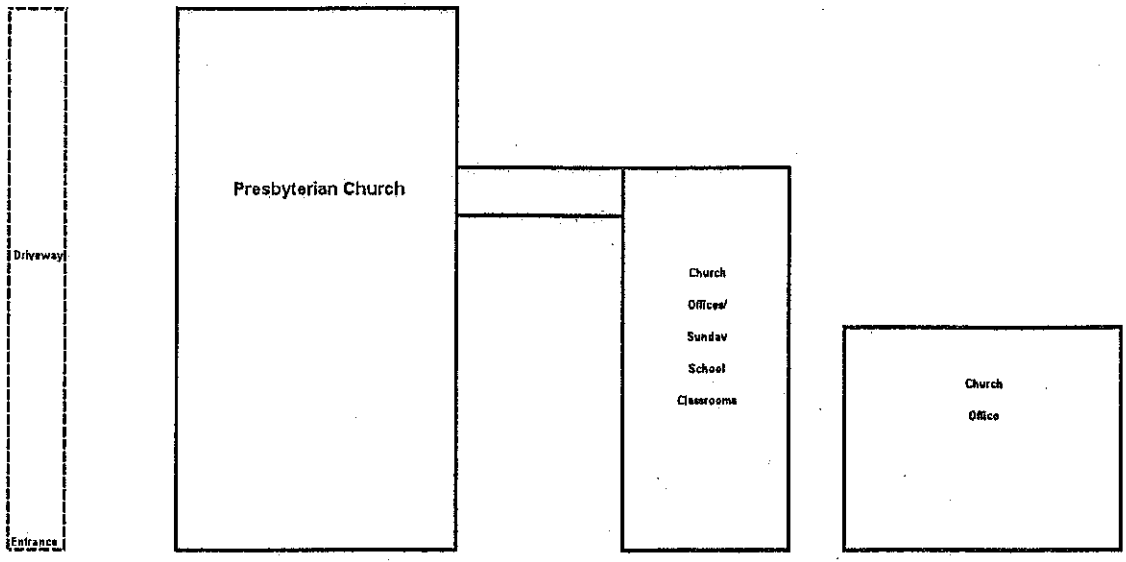 Presbyterian Church
Driveway
Church
Offices/
Sunday
School
Classrooms
Church
Office
Entrance